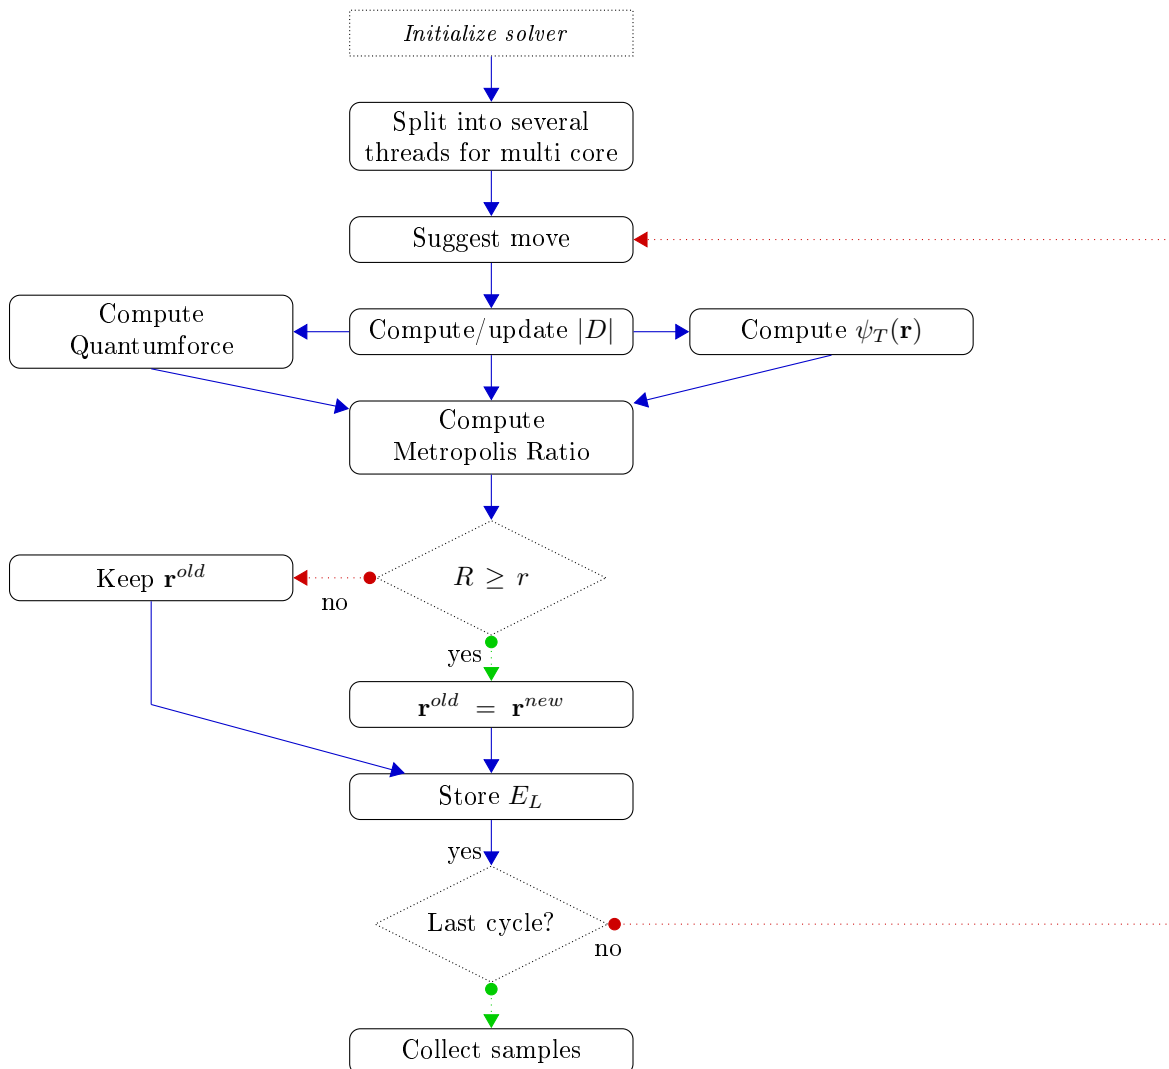 Initialize solver
Split into several
threads for multi core
Suggest move
Compute
Quantumforce
Compute/update |D|
Compute ψ_T(r)
Compute
Metropolis Ratio
R ≥ r
Keep r^old
no
yes
r^old = r^new
Store E_L
yes
Last cycle?
no
Collect samples